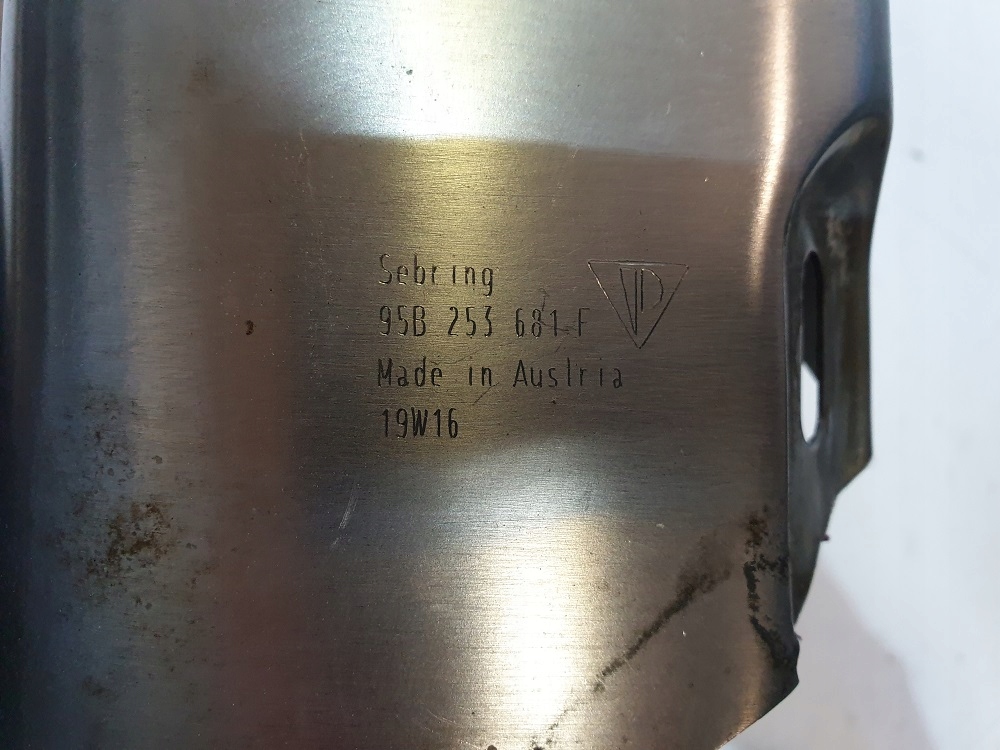 Sebring
95B 253 681 F
Made in Austria
19W16